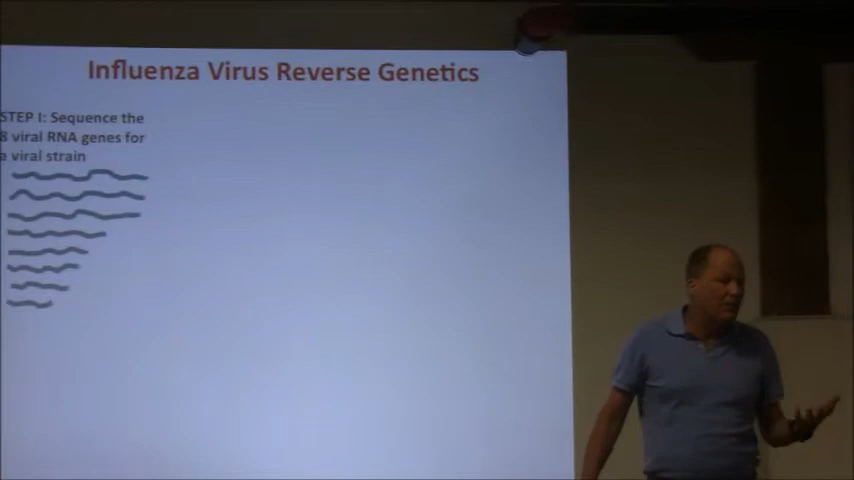 Influenza Virus Reverse Genetics
STEP I: Sequence the
8 viral RNA genes for
a viral strain